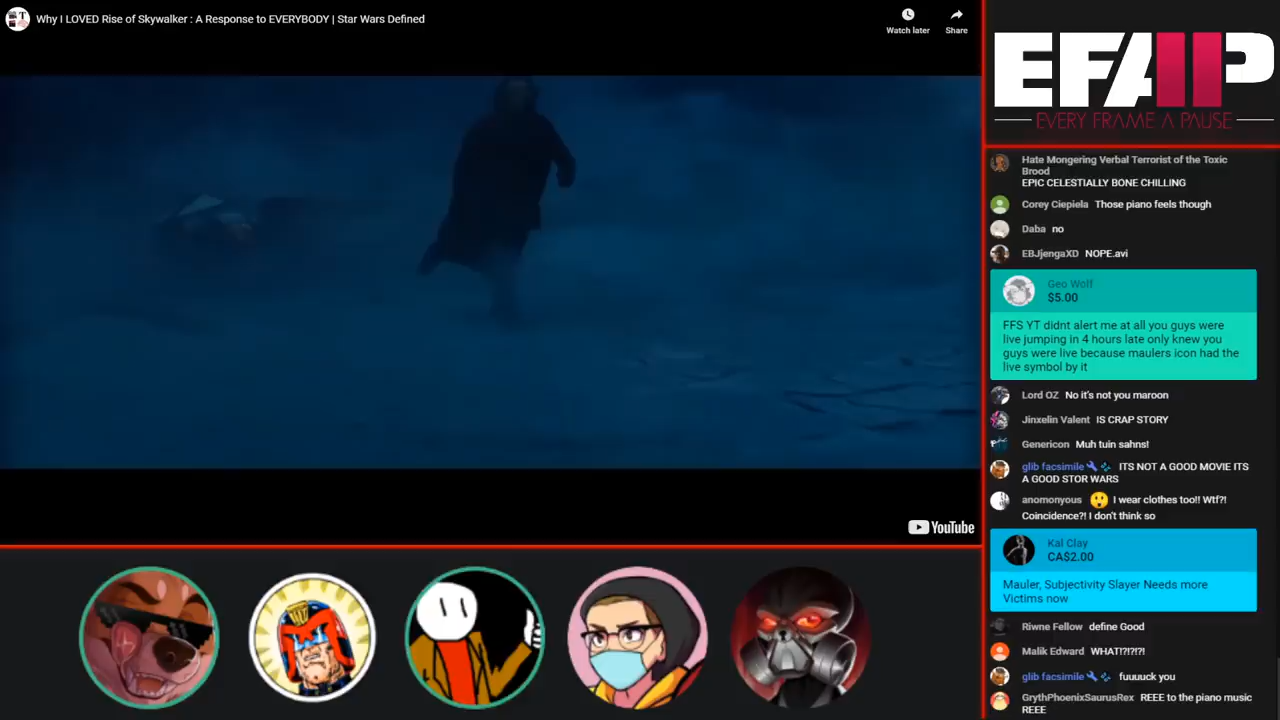 Why I LOVED Rise of Skywalker : A Response to EVERYBODY | Star Wars Defined
Watch later
Share
YouTube
EFAP
EVERY FRAME A PAUSE
Hate Mongering Verbal Terrorist of the Toxic
Brood
EPIC CELESTIALLY BONE CHILLING
Corey Ciepiela Those piano feels though
Daba no
EBJjengaXD NOPE.avi
Geo Wolf
$5.00
FFS YT didnt alert me at all you guys were
live jumping in 4 hours late only knew you
guys were live because maulers icon had the
live symbol by it
Lord OZ No it's not you maroon
Jinxelin Valent IS CRAP STORY
Genericon Muh tuin sahns!
glib facsimile ITS NOT A GOOD MOVIE ITS
A GOOD STOR WARS
anomonyous I wear clothes too!! Wtf?!
Coincidence?! I don't think so
Kal Clay
CA$2.00
Mauler, Subjectivity Slayer Needs more
Victims now
Riwne Fellow define Good
Malik Edward WHAT!?!?!?!
glib facsimile fuuuuck you
GrythPhoenixSaurusRex REEE to the piano music
REEE